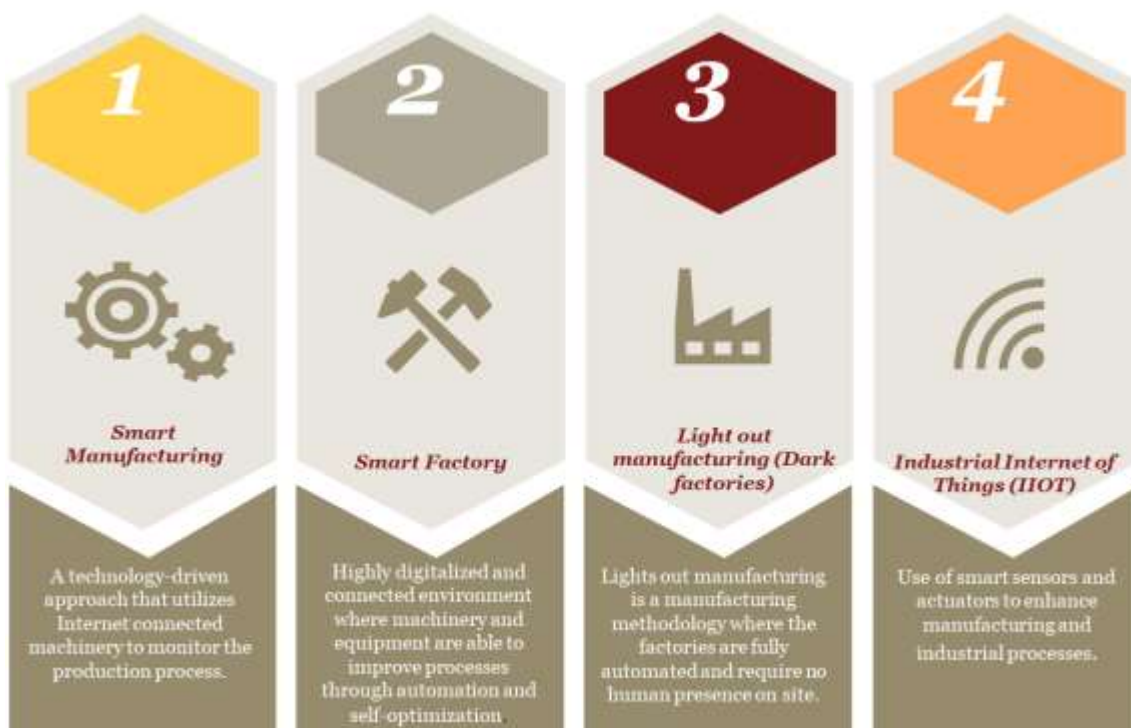 1
Smart
Manufacturing
A technology-driven
approach that utilizes
Internet connected
machinery to monitor the
production process.
2
Smart Factory
Highly digitalized and
connected environment
where machinery and
equipment are able to
improve processes
through automation and
self-optimization.
3
Light out
manufacturing (Dark
factories)
Lights out manufacturing
is a manufacturing
methodology where the
factories are fully
automated and require no
human presence on site.
4
Industrial Internet of
Things (IIOT)
Use of smart sensors and
actuators to enhance
manufacturing and
industrial processes.